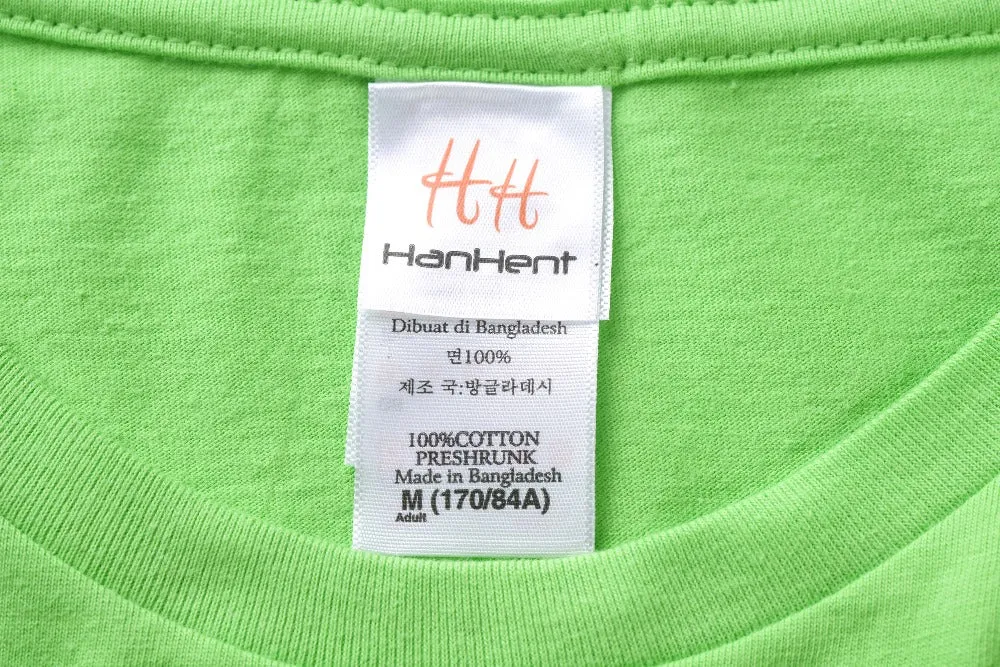 HH
HanHent
Dibuat di Bangladesh
면100%
제조 국:방글라데시
100%COTTON
PRESHRUNK
Made in Bangladesh
M (170/84A)
Adult